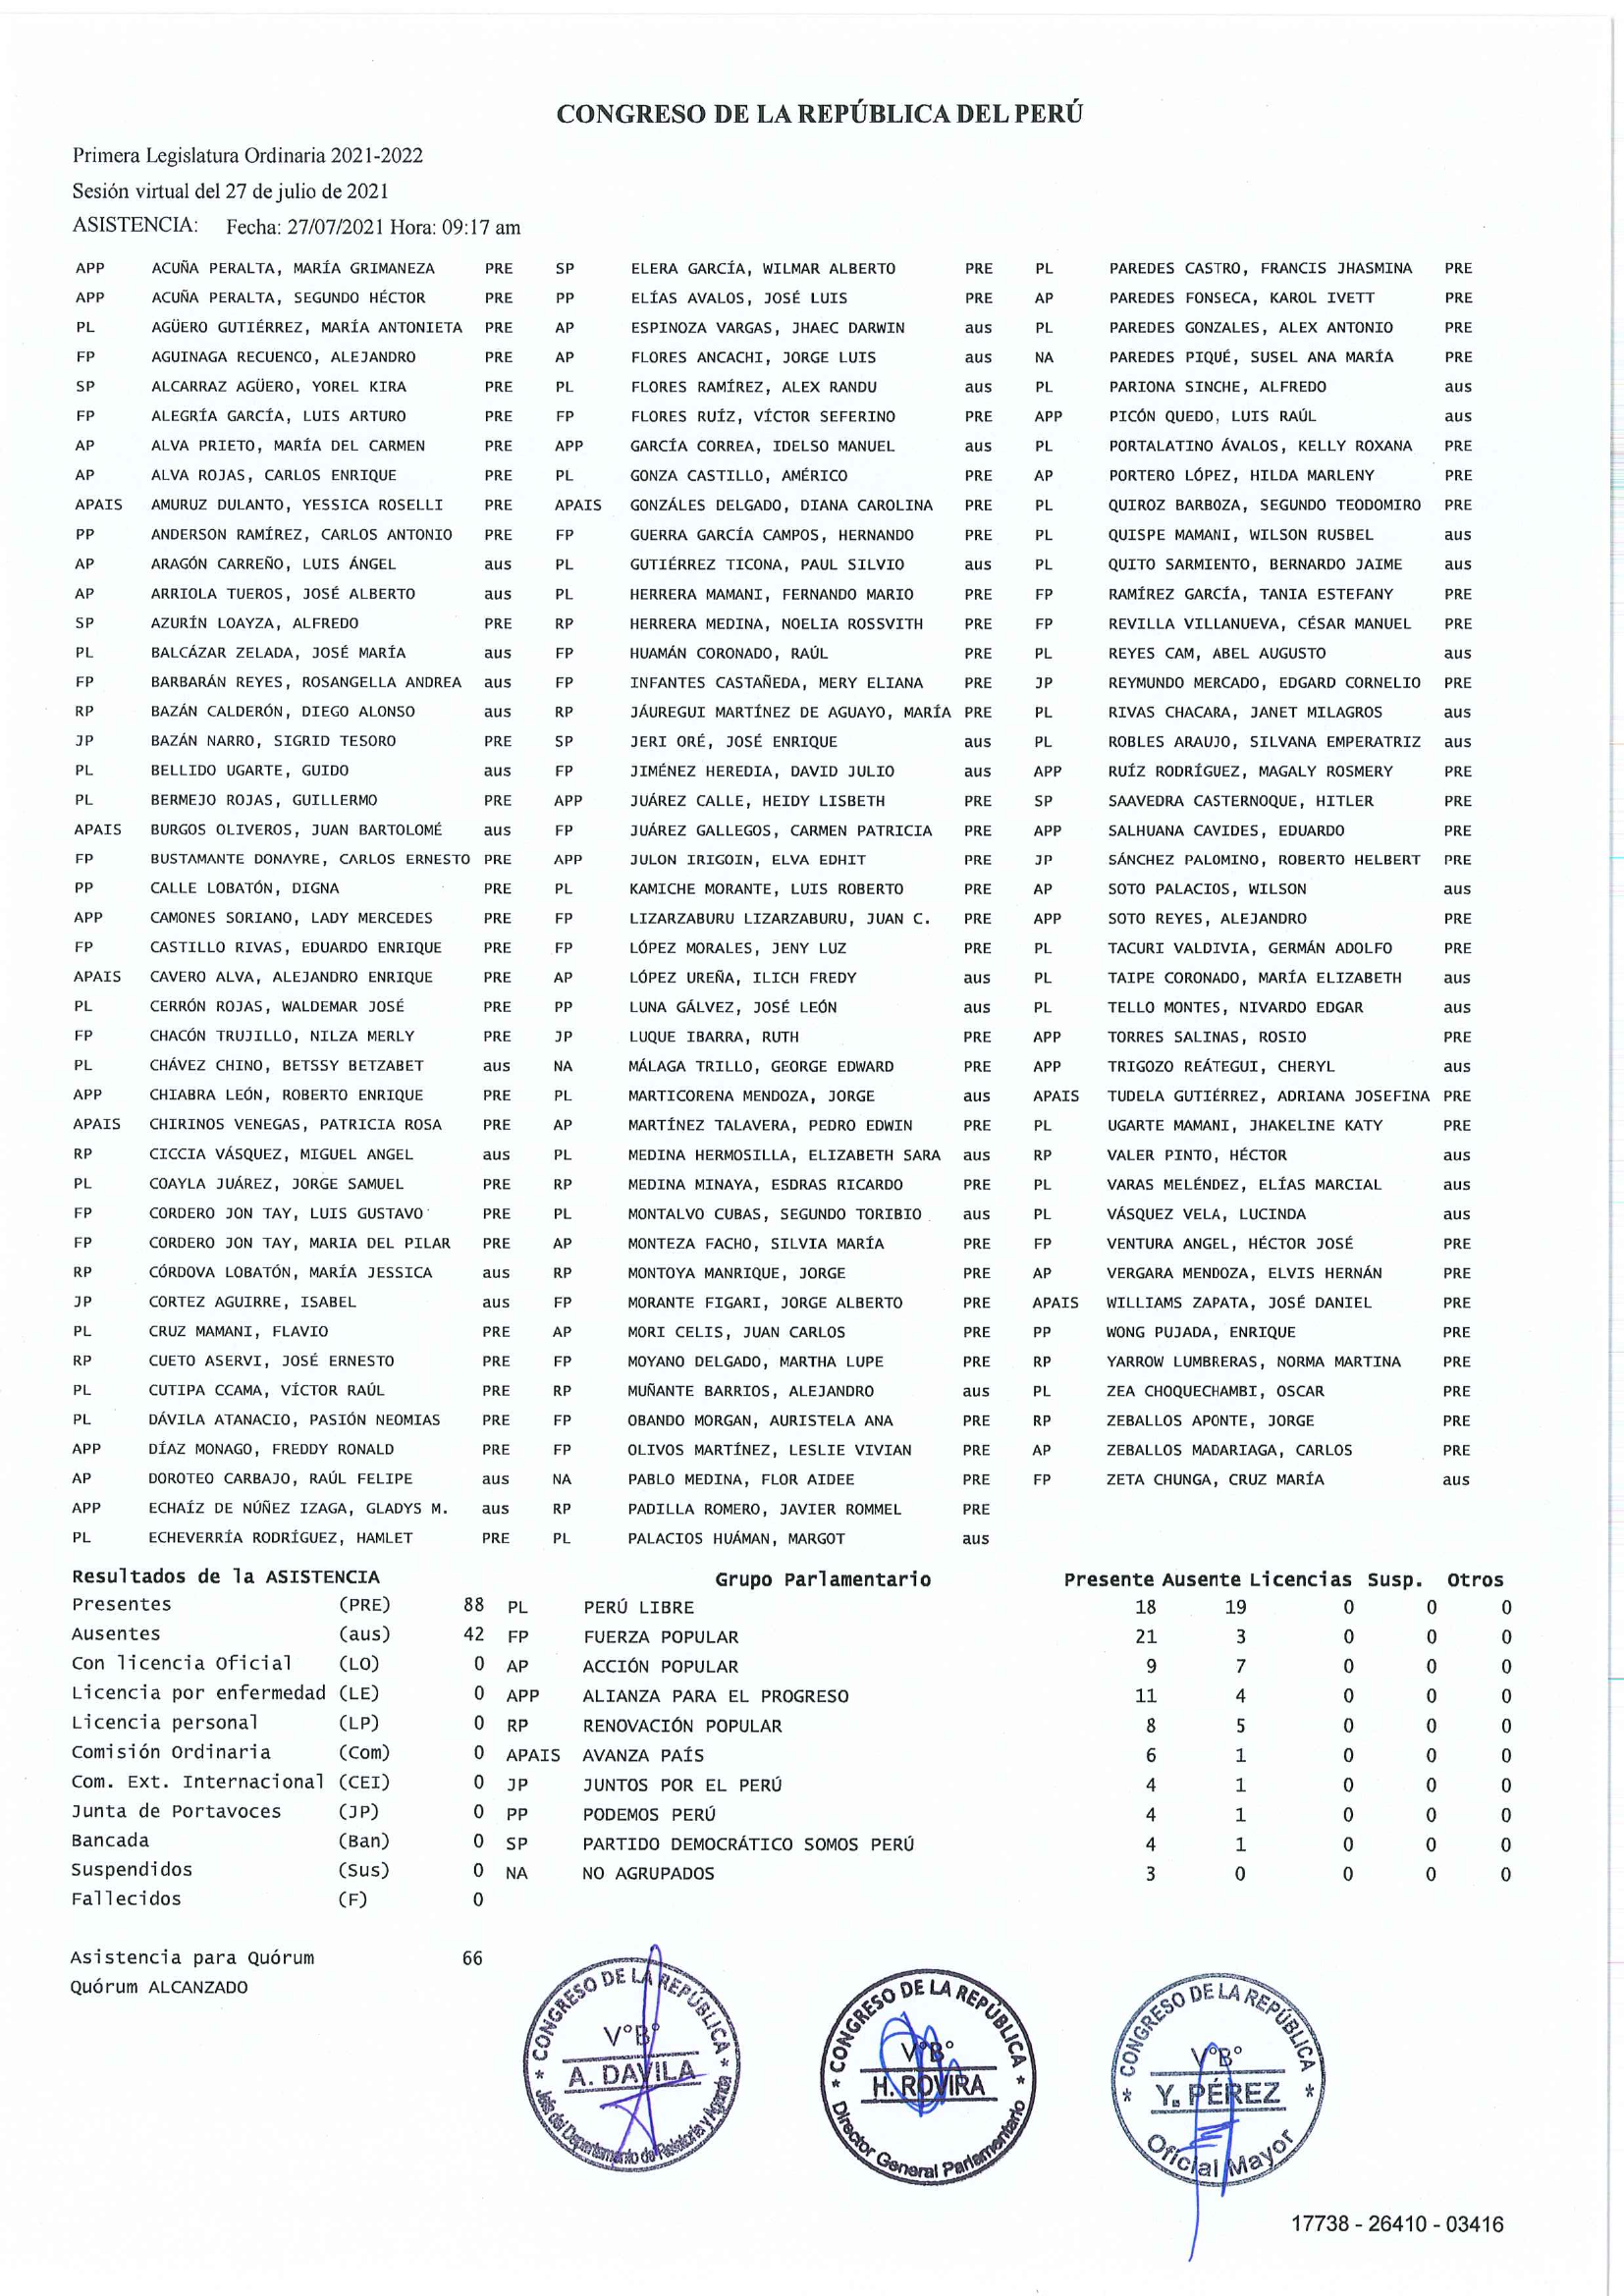 CONGRESO DE LA REPÚBLICA DEL PERÚ
Primera Legislatura Ordinaria 2021-2022
Sesión virtual del 27 de julio de 2021
ASISTENCIA: Fecha: 27/07/2021 Hora: 09:17 am
APP ACUÑA PERALTA, MARÍA GRIMANEZA PRE SP ELERA GARCÍA, WILMAR ALBERTO PRE PL PAREDES CASTRO, FRANCIS JHASMINA PRE
APP ACUÑA PERALTA, SEGUNDO HÉCTOR PRE PP ELÍAS AVALOS, JOSÉ LUIS PRE AP PAREDES FONSECA, KAROL IVETT PRE
PL AGÜERO GUTIÉRREZ, MARÍA ANTONIETA PRE AP ESPINOZA VARGAS, JHAEC DARWIN aus PL PAREDES GONZALES, ALEX ANTONIO PRE
FP AGUINAGA RECUENCO, ALEJANDRO PRE AP FLORES ANCACHI, JORGE LUIS aus NA PAREDES PIQUÉ, SUSEL ANA MARÍA PRE
SP ALCARRAZ AGÜERO, YOREL KIRA PRE PL FLORES RAMÍREZ, ALEX RANDU aus PL PARIONA SINCHE, ALFREDO aus
FP ALEGRÍA GARCÍA, LUIS ARTURO PRE FP FLORES RUÍZ, VÍCTOR SEFERINO PRE APP PICÓN QUEDO, LUIS RAÚL aus
AP ALVA PRIETO, MARÍA DEL CARMEN PRE APP GARCÍA CORREA, IDELSO MANUEL aus PL PORTALATINO ÁVALOS, KELLY ROXANA PRE
AP ALVA ROJAS, CARLOS ENRIQUE PRE PL GONZA CASTILLO, AMÉRICO PRE AP PORTERO LÓPEZ, HILDA MARLENY PRE
APAIS AMURUZ DULANTO, YESSICA ROSELLI PRE APAIS GONZÁLES DELGADO, DIANA CAROLINA PRE PL QUIROZ BARBOZA, SEGUNDO TEODOMIRO PRE
PP ANDERSON RAMÍREZ, CARLOS ANTONIO PRE FP GUERRA GARCÍA CAMPOS, HERNANDO PRE PL QUISPE MAMANI, WILSON RUSBEL aus
AP ARAGÓN CARREÑO, LUIS ÁNGEL aus PL GUTIÉRREZ TICONA, PAUL SILVIO aus PL QUITO SARMIENTO, BERNARDO JAIME aus
AP ARRIOLA TUEROS, JOSÉ ALBERTO aus PL HERRERA MAMANI, FERNANDO MARIO PRE FP RAMÍREZ GARCÍA, TANIA ESTEFANY PRE
SP AZURÍN LOAYZA, ALFREDO PRE RP HERRERA MEDINA, NOELIA ROSSVITH PRE FP REVILLA VILLANUEVA, CÉSAR MANUEL PRE
PL BALCÁZAR ZELADA, JOSÉ MARÍA aus FP HUAMÁN CORONADO, RAÚL PRE PL REYES CAM, ABEL AUGUSTO aus
FP BARBARÁN REYES, ROSANGELLA ANDREA aus FP INFANTES CASTAÑEDA, MERY ELIANA PRE JP REYMUNDO MERCADO, EDGARD CORNELIO PRE
RP BAZÁN CALDERÓN, DIEGO ALONSO aus RP JÁUREGUI MARTÍNEZ DE AGUAYO, MARÍA PRE PL RIVAS CHACARA, JANET MILAGROS aus
JP BAZÁN NARRO, SIGRID TESORO PRE SP JERI ORÉ, JOSÉ ENRIQUE aus PL ROBLES ARAUJO, SILVANA EMPERATRIZ aus
PL BELLIDO UGARTE, GUIDO aus FP JIMÉNEZ HEREDIA, DAVID JULIO aus APP RUÍZ RODRÍGUEZ, MAGALY ROSMERY PRE
PL BERMEJO ROJAS, GUILLERMO PRE APP JUÁREZ CALLE, HEIDY LISBETH PRE SP SAAVEDRA CASTERNOQUE, HITLER PRE
APAIS BURGOS OLIVEROS, JUAN BARTOLOMÉ aus FP JUÁREZ GALLEGOS, CARMEN PATRICIA PRE APP SALHUANA CAVIDES, EDUARDO PRE
FP BUSTAMANTE DONAYRE, CARLOS ERNESTO PRE APP JULON IRIGOIN, ELVA EDHIT PRE JP SÁNCHEZ PALOMINO, ROBERTO HELBERT PRE
PP CALLE LOBATÓN, DIGNA PRE PL KAMICHE MORANTE, LUIS ROBERTO PRE AP SOTO PALACIOS, WILSON aus
APP CAMONES SORIANO, LADY MERCEDES PRE FP LIZARZABURU LIZARZABURU, JUAN C. PRE APP SOTO REYES, ALEJANDRO PRE
FP CASTILLO RIVAS, EDUARDO ENRIQUE PRE FP LÓPEZ MORALES, JENY LUZ PRE PL TACURI VALDIVIA, GERMÁN ADOLFO PRE
APAIS CAVERO ALVA, ALEJANDRO ENRIQUE PRE AP LÓPEZ UREÑA, ILICH FREDY aus PL TAIPE CORONADO, MARÍA ELIZABETH aus
PL CERRÓN ROJAS, WALDEMAR JOSÉ PRE PP LUNA GÁLVEZ, JOSÉ LEÓN aus PL TELLO MONTES, NIVARDO EDGAR aus
FP CHACÓN TRUJILLO, NILZA MERLY PRE JP LUQUE IBARRA, RUTH PRE APP TORRES SALINAS, ROSIO PRE
PL CHÁVEZ CHINO, BETSSY BETZABET aus NA MÁLAGA TRILLO, GEORGE EDWARD PRE APP TRIGOZO REÁTEGUI, CHERYL aus
APP CHIABRA LEÓN, ROBERTO ENRIQUE PRE PL MARTICORENA MENDOZA, JORGE aus APAIS TUDELA GUTIÉRREZ, ADRIANA JOSEFINA PRE
APAIS CHIRINOS VENEGAS, PATRICIA ROSA PRE AP MARTÍNEZ TALAVERA, PEDRO EDWIN PRE PL UGARTE MAMANI, JHAKELINE KATY PRE
RP CICCIA VÁSQUEZ, MIGUEL ANGEL aus PL MEDINA HERMOSILLA, ELIZABETH SARA aus RP VALER PINTO, HÉCTOR aus
PL COAYLA JUÁREZ, JORGE SAMUEL PRE RP MEDINA MINAYA, ESDRAS RICARDO PRE PL VARAS MELÉNDEZ, ELÍAS MARCIAL aus
FP CORDERO JON TAY, LUIS GUSTAVO PRE PL MONTALVO CUBAS, SEGUNDO TORIBIO aus PL VÁSQUEZ VELA, LUCINDA aus
FP CORDERO JON TAY, MARIA DEL PILAR PRE AP MONTEZA FACHO, SILVIA MARÍA PRE FP VENTURA ANGEL, HÉCTOR JOSÉ PRE
RP CÓRDOVA LOBATÓN, MARÍA JESSICA aus RP MONTOYA MANRIQUE, JORGE PRE AP VERGARA MENDOZA, ELVIS HERNÁN PRE
JP CORTEZ AGUIRRE, ISABEL aus FP MORANTE FIGARI, JORGE ALBERTO PRE APAIS WILLIAMS ZAPATA, JOSÉ DANIEL PRE
PL CRUZ MAMANI, FLAVIO PRE AP MORI CELIS, JUAN CARLOS PRE PP WONG PUJADA, ENRIQUE PRE
RP CUETO ASERVI, JOSÉ ERNESTO PRE FP MOYANO DELGADO, MARTHA LUPE PRE RP YARROW LUMBRERAS, NORMA MARTINA PRE
PL CUTIPA CCAMA, VÍCTOR RAÚL PRE RP MUÑANTE BARRIOS, ALEJANDRO aus PL ZEA CHOQUECHAMBI, OSCAR PRE
PL DÁVILA ATANACIO, PASIÓN NEOMIAS PRE FP OBANDO MORGAN, AURISTELA ANA PRE RP ZEBALLOS APONTE, JORGE PRE
APP DÍAZ MONAGO, FREDDY RONALD PRE FP OLIVOS MARTÍNEZ, LESLIE VIVIAN PRE AP ZEBALLOS MADARIAGA, CARLOS PRE
AP DOROTEO CARBAJO, RAÚL FELIPE aus NA PABLO MEDINA, FLOR AIDEE PRE FP ZETA CHUNGA, CRUZ MARÍA aus
APP ECHAÍZ DE NÚÑEZ IZAGA, GLADYS M. aus RP PADILLA ROMERO, JAVIER ROMMEL PRE
PL ECHEVERRÍA RODRÍGUEZ, HAMLET PRE PL PALACIOS HUÁMAN, MARGOT aus
Resultados de la ASISTENCIA Grupo Parlamentario Presente Ausente Licencias Susp. Otros
Presentes (PRE) 88 PL PERÚ LIBRE 18 19 0 0 0
Ausentes (aus) 42 FP FUERZA POPULAR 21 3 0 0 0
Con licencia Oficial (LO) 0 AP ACCIÓN POPULAR 9 7 0 0 0
Licencia por enfermedad (LE) 0 APP ALIANZA PARA EL PROGRESO 11 4 0 0 0
Licencia personal (LP) 0 RP RENOVACIÓN POPULAR 8 5 0 0 0
Comisión Ordinaria (Com) 0 APAIS AVANZA PAÍS 6 1 0 0 0
Com. Ext. Internacional (CEI) 0 JP JUNTOS POR EL PERÚ 4 1 0 0 0
Junta de Portavoces (JP) 0 PP PODEMOS PERÚ 4 1 0 0 0
Bancada (Ban) 0 SP PARTIDO DEMOCRÁTICO SOMOS PERÚ 4 1 0 0 0
Suspendidos (Sus) 0 NA NO AGRUPADOS 3 0 0 0 0
Fallecidos (F) 0
Asistencia para Quórum 66
Quórum ALCANZADO
* CONGRESO DE LA REPÚBLICA *
V°B°
A. DAVILA
Jefe del Departamento de Relatoría y Agenda
* CONGRESO DE LA REPÚBLICA *
V°B°
H. ROVIRA
Director General Parlamentario
* CONGRESO DE LA REPÚBLICA *
V°B°
Y. PÉREZ
Oficial Mayor
17738 - 26410 - 03416